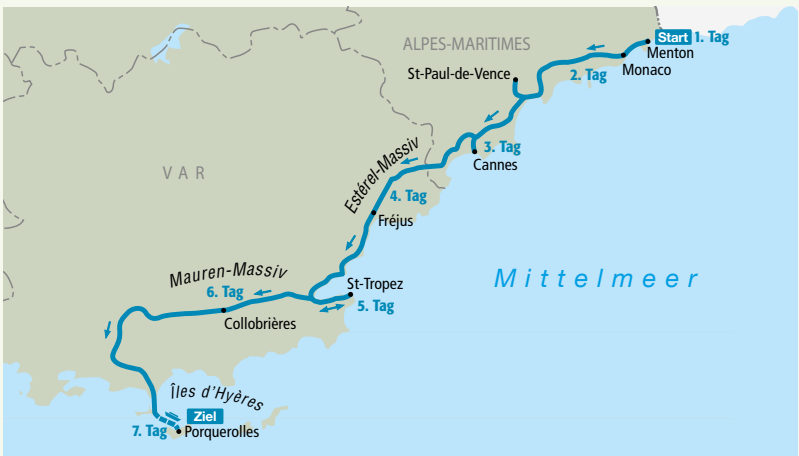 ALPES-MARITIMES
Start 1. Tag
Menton
Monaco
St-Paul-de-Vence
2. Tag
3. Tag
Cannes
Estérel-Massiv
VAR
4. Tag
Fréjus
Mauren-Massiv
6. Tag
St-Tropez
5. Tag
Mittelmeer
Collobrières
Îles d'Hyères
Ziel
7. Tag
Porquerolles